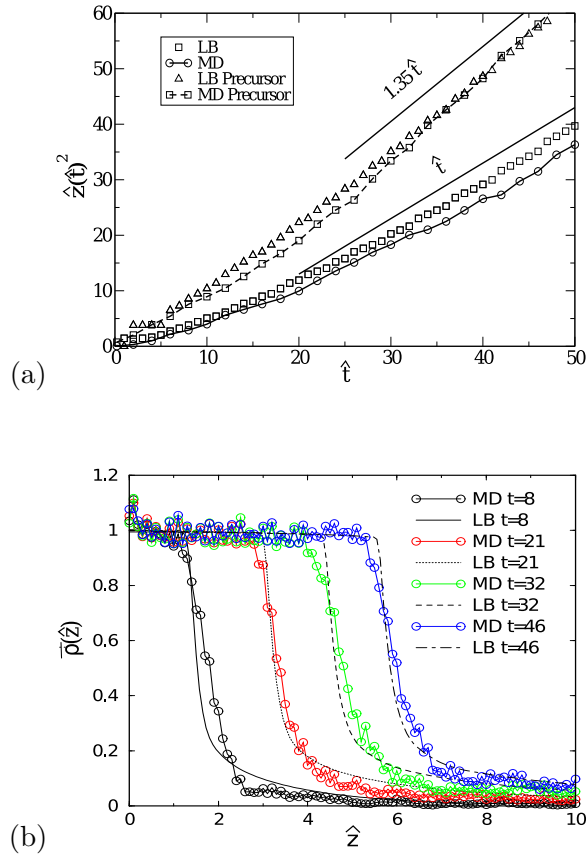 60
50
40
30
20
10
0
ẑ(t̂)²
LB
MD
LB Precursor
MD Precursor
1.35 t̂
t̂
0 10 20 30 40 50
t̂
(a)
1.2
1
0.8
0.6
0.4
0.2
0
ρ̅(ẑ)
MD t=8
LB t=8
MD t=21
LB t=21
MD t=32
LB t=32
MD t=46
LB t=46
0 2 4 6 8 10
ẑ
(b)